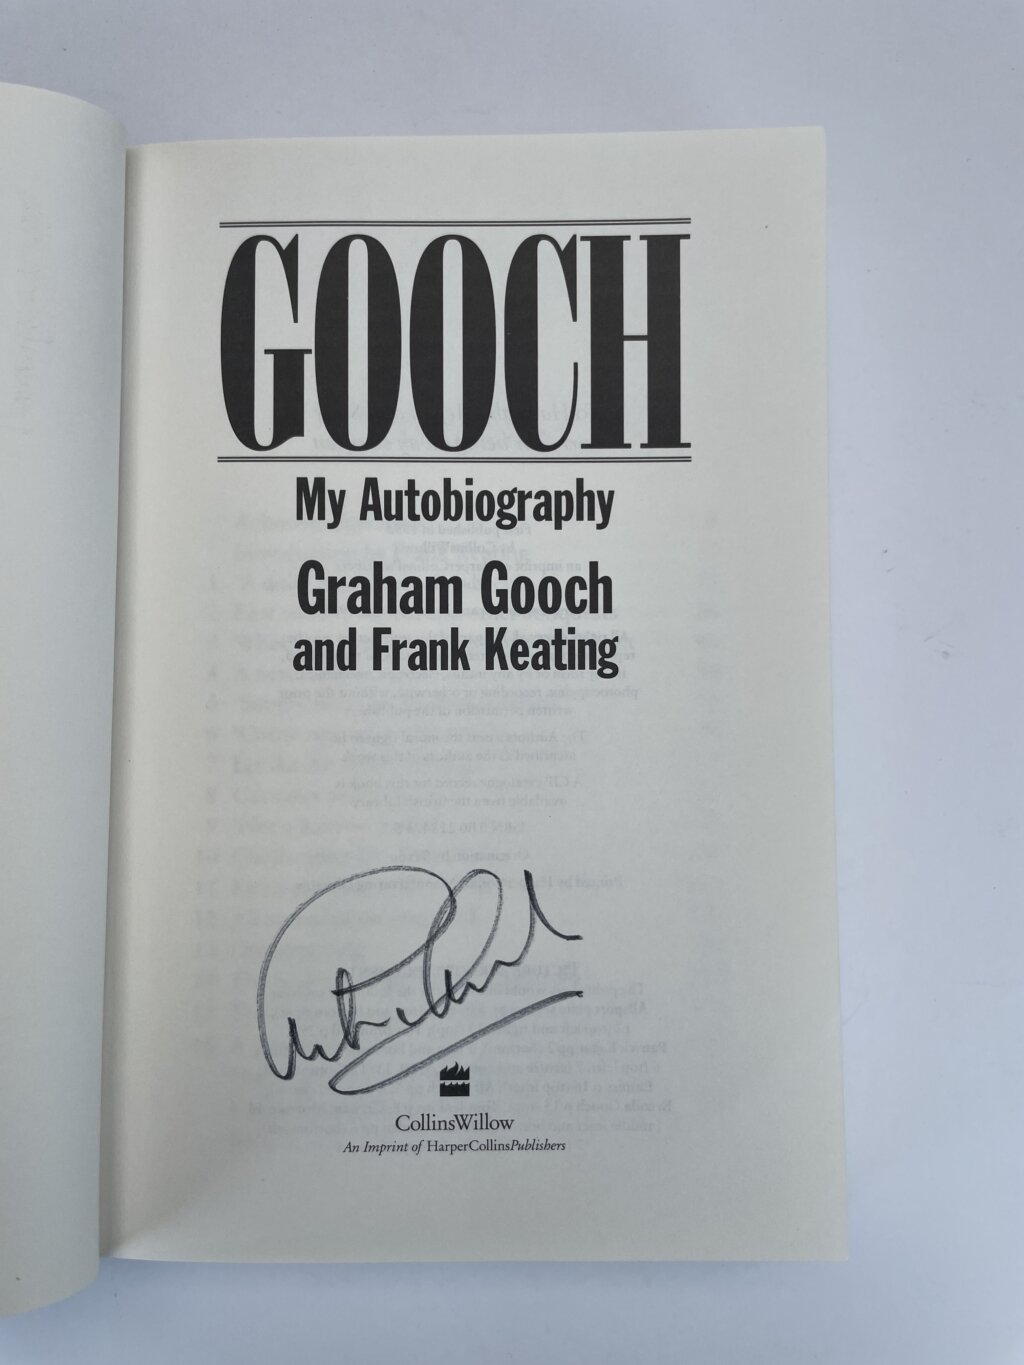 GOOCH
My Autobiography
Graham Gooch
and Frank Keating
CollinsWillow
An Imprint of HarperCollinsPublishers